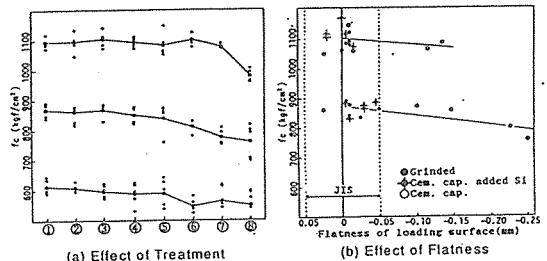 fc (kgf/cm²)
1100
1000
900
800
700
600
① ② ③ ④ ⑤ ⑥ ⑦ ⑧
(a) Effect of Treatment
fc (kgf/cm²)
1100
1000
900
800
700
600
Grinded
Cem. cap. added Si
Cem. cap.
JIS
0.05 0 -0.05 -0.10 -0.15 -0.20 -0.25
Flatness of loading surface(mm)
(b) Effect of Flatness